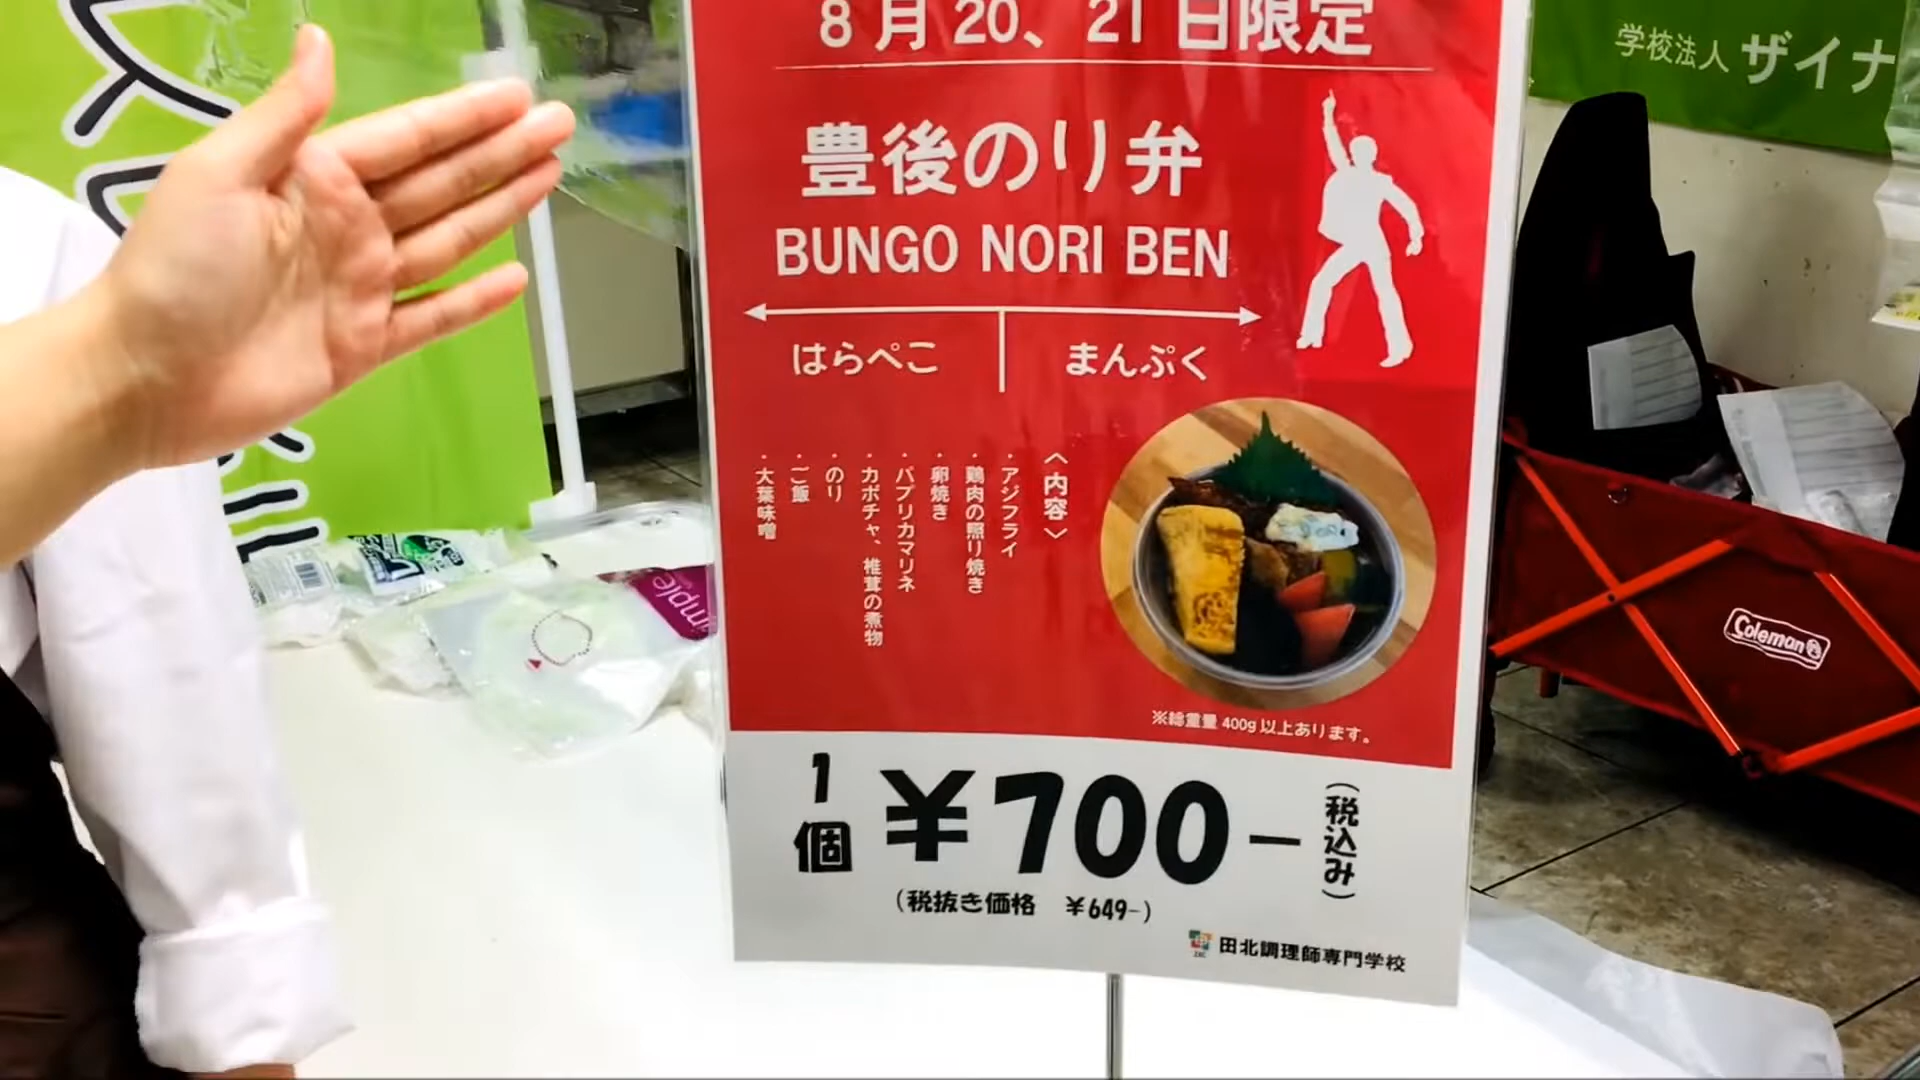 8月20、21日限定
豊後のり弁
BUNGO NORI BEN
はらぺこ
まんぷく
〈内容〉
・アジフライ
・鶏肉の照り焼き
・卵焼き
・パプリカマリネ
・カボチャ、椎茸の煮物
・のり
・ご飯
・大葉味噌
※総重量400g以上あります。
1個 ¥700-(税込み)
(税抜き価格 ¥649-)
田北調理師専門学校
学校法人 ザイナ
Coleman